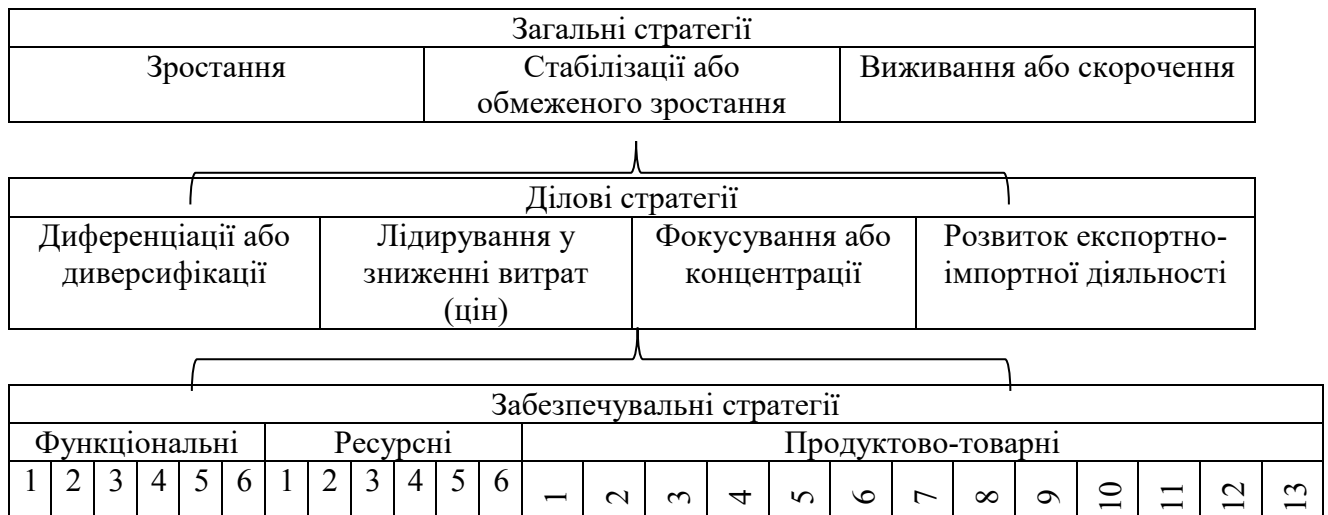 Загальні стратегії
Зростання
Стабілізації або
обмеженого зростання
Виживання або скорочення
Ділові стратегії
Диференціації або
диверсифікації
Лідирування у
зниженні витрат
(цін)
Фокусування або
концентрації
Розвиток експортно-
імпортної діяльності
Забезпечувальні стратегії
Функціональні
Ресурсні
Продуктово-товарні
1 2 3 4 5 6 1 2 3 4 5 6 1 2 3 4 5 6 7 8 9 10 11 12 13